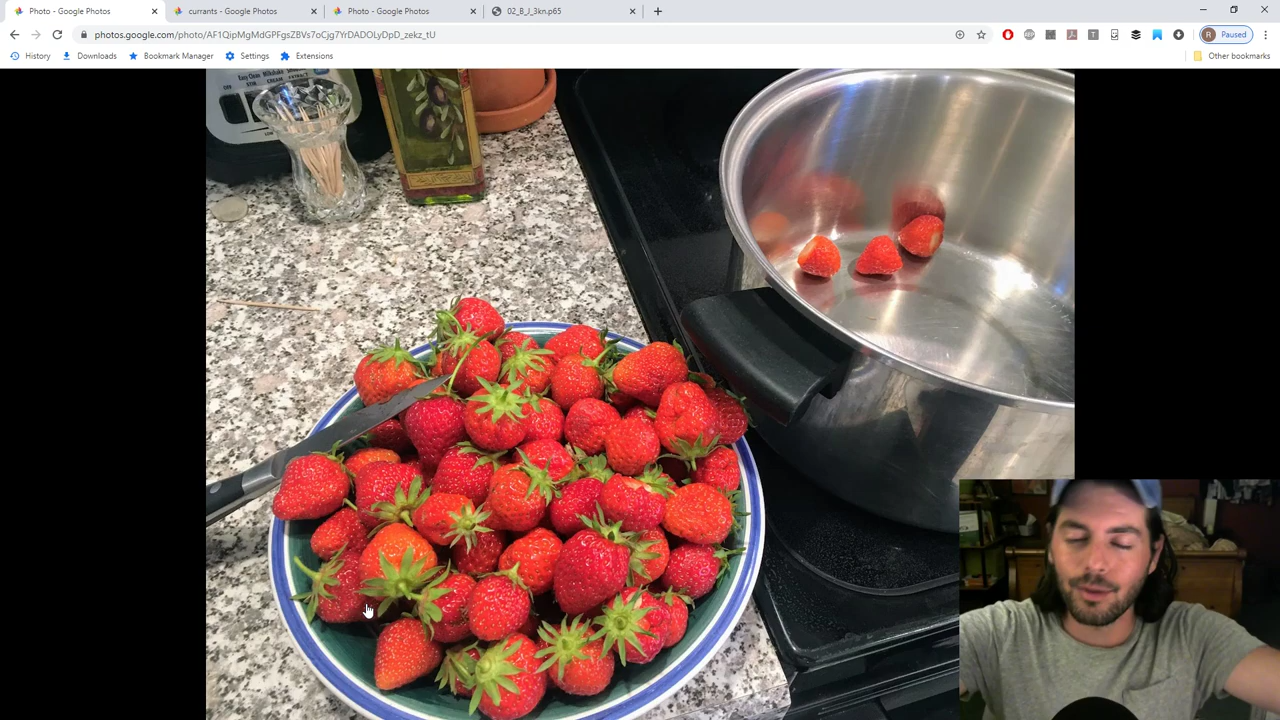 Photo - Google Photos
currants - Google Photos
Photo - Google Photos
02_B_J_3kn.p65
photos.google.com/photo/AF1QipMgMdGPFgsZBVs7oCjg7YrDADOLyDpD_zekz_tU
R Paused
History
Downloads
Bookmark Manager
Settings
Extensions
Other bookmarks